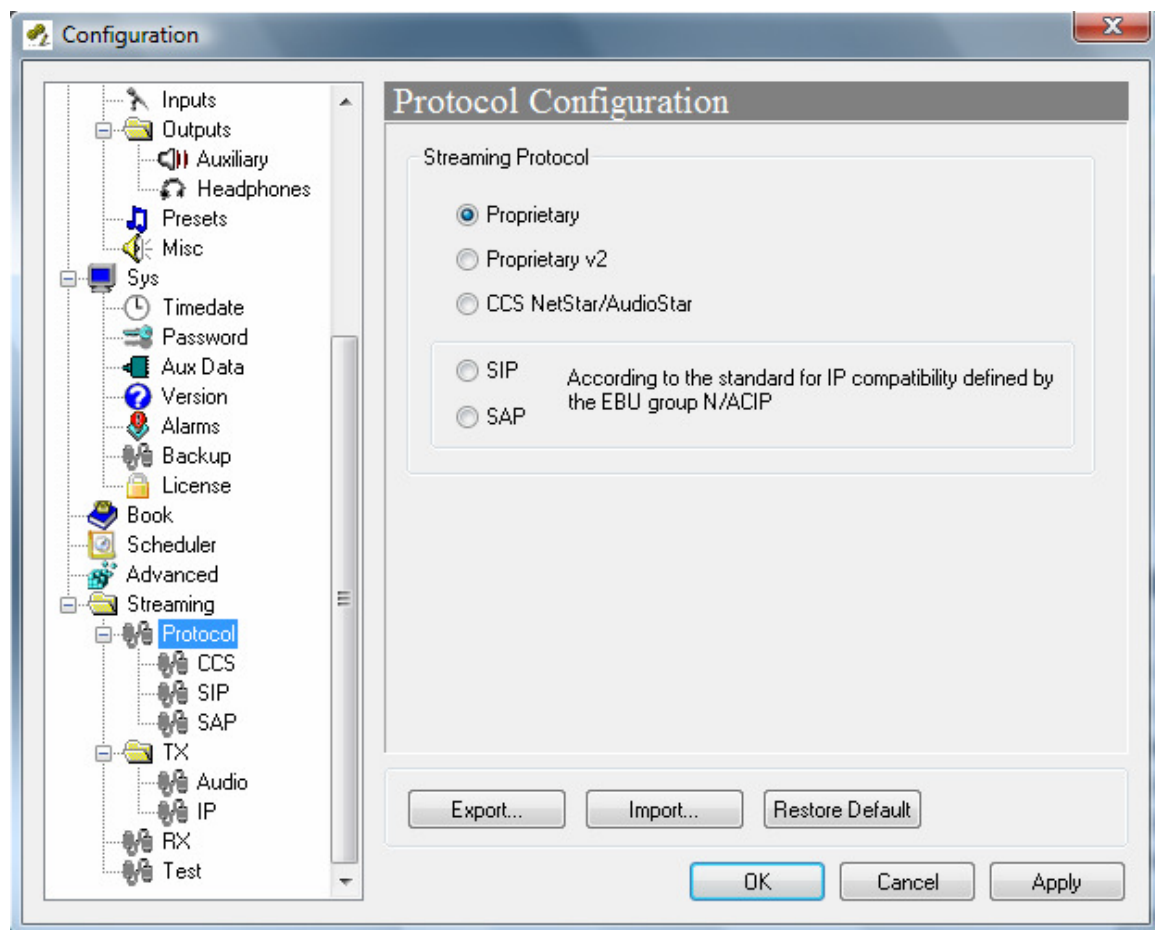 Configuration
Inputs
Outputs
Auxiliary
Headphones
Presets
Misc
Sys
Timedate
Password
Aux Data
Version
Alarms
Backup
License
Book
Scheduler
Advanced
Streaming
Protocol
CCS
SIP
SAP
TX
Audio
IP
RX
Test
Protocol Configuration
Streaming Protocol
Proprietary
Proprietary v2
CCS NetStar/AudioStar
SIP
SAP
According to the standard for IP compatibility defined by
the EBU group N/ACIP
Export...
Import...
Restore Default
OK
Cancel
Apply